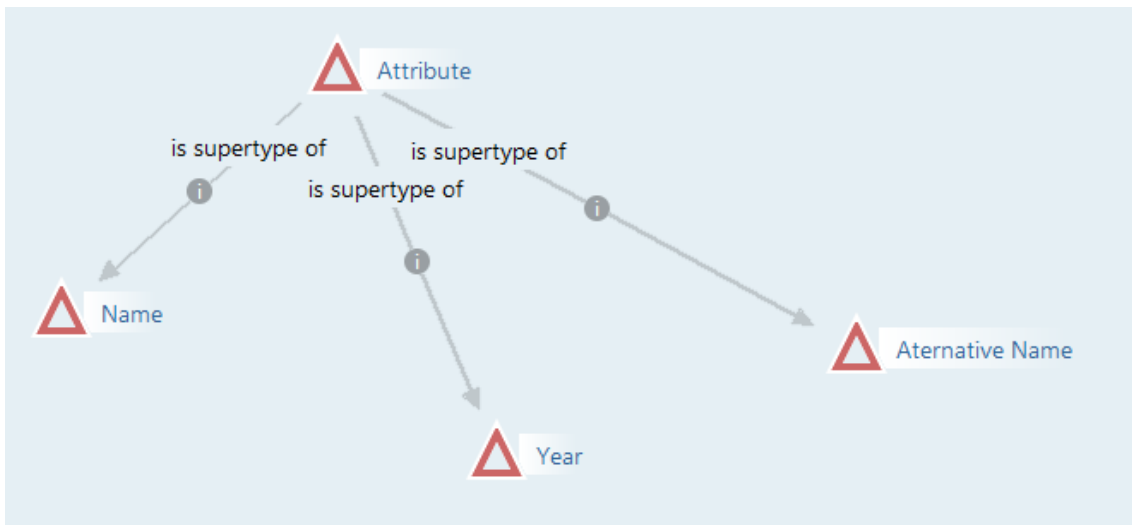 Attribute
is supertype of
is supertype of
is supertype of
Name
Aternative Name
Year